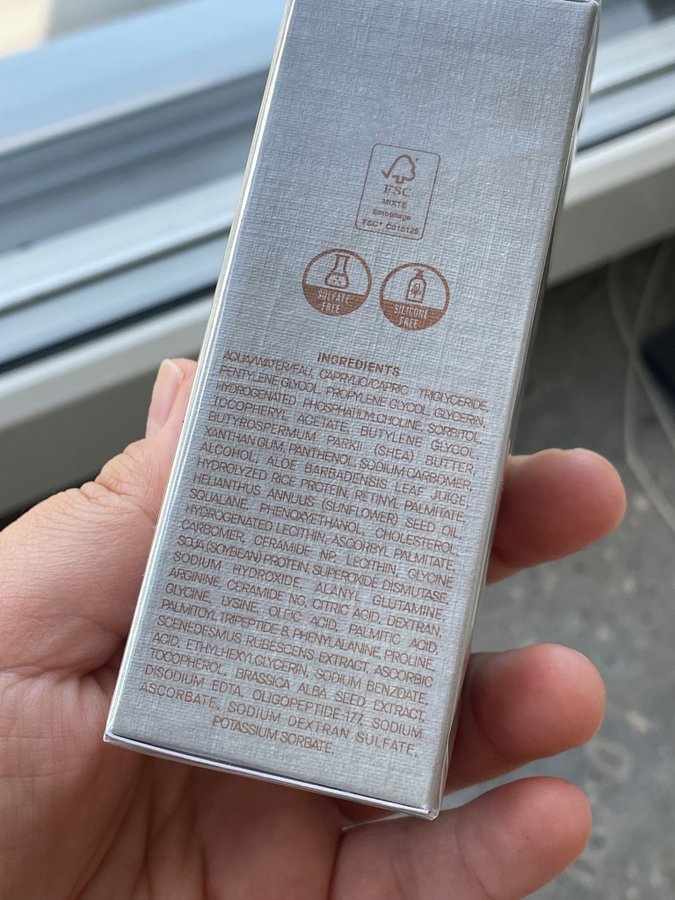 FSC
MIXTE
Emballage
FSC® C016129
SULFATE
FREE
SILICONE
FREE
INGREDIENTS
AQUA/WATER/EAU, CAPRYLIC/CAPRIC TRIGLYCERIDE,
PENTYLENE GLYCOL, PROPYLENE GLYCOL, GLYCERIN,
HYDROGENATED PHOSPHATIDYLCHOLINE, SORBITOL,
TOCOPHERYL ACETATE, BUTYLENE GLYCOL,
BUTYROSPERMUM PARKII (SHEA) BUTTER,
XANTHAN GUM, PANTHENOL, SODIUM CARBOMER,
ALCOHOL, ALOE BARBADENSIS LEAF JUICE,
HYDROLYZED RICE PROTEIN, RETINYL PALMITATE,
HELIANTHUS ANNUUS (SUNFLOWER) SEED OIL,
SQUALANE, PHENOXYETHANOL, CHOLESTEROL,
HYDROGENATED LECITHIN, ASCORBYL PALMITATE,
CARBOMER, CERAMIDE NP, LECITHIN, GLYCINE
SOJA (SOYBEAN) PROTEIN, SUPEROXIDE DISMUTASE,
SODIUM HYDROXIDE, ALANYL GLUTAMINE,
ARGININE, CERAMIDE NG, CITRIC ACID, DEXTRAN,
GLYCINE, LYSINE, OLEIC ACID, PALMITIC ACID,
PALMITOYL TRIPEPTIDE-8, PHENYLALANINE, PROLINE,
SCENEDESMUS RUBESCENS EXTRACT, ASCORBIC
ACID, ETHYLHEXYLGLYCERIN, SODIUM BENZOATE,
TOCOPHEROL, BRASSICA ALBA SEED EXTRACT,
DISODIUM EDTA, OLIGOPEPTIDE-177, SODIUM
ASCORBATE, SODIUM DEXTRAN SULFATE,
POTASSIUM SORBATE.